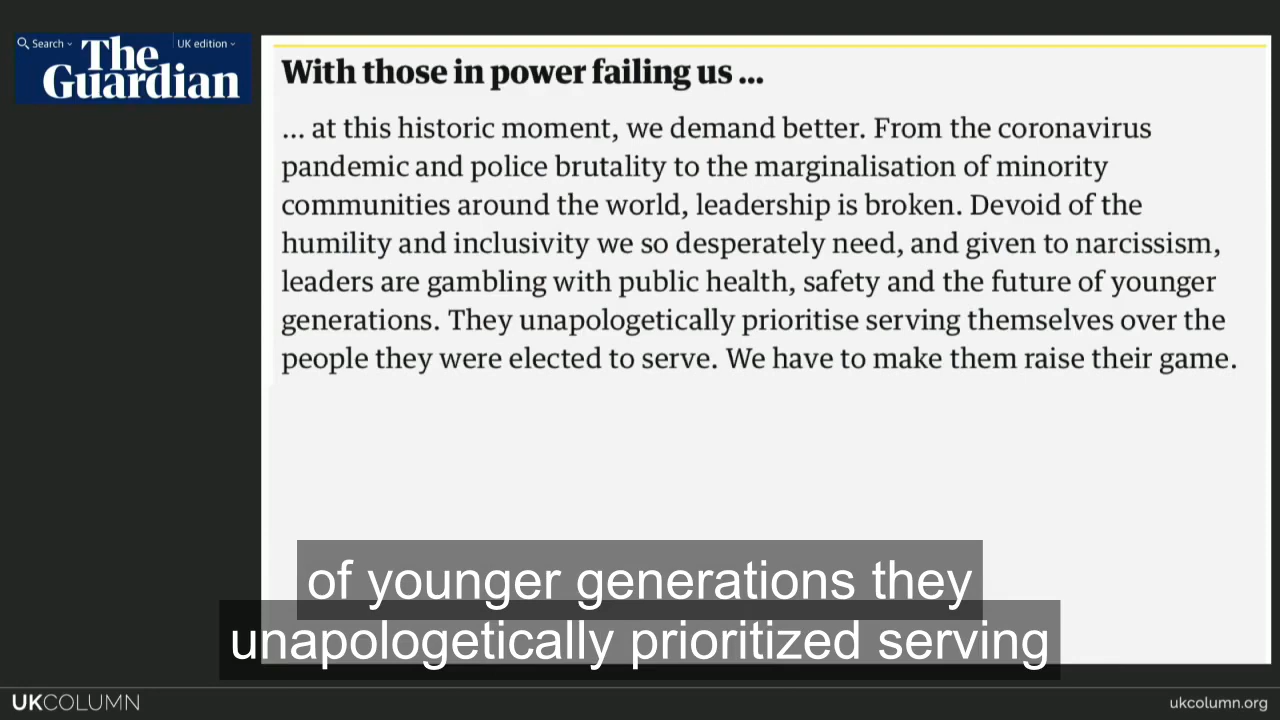 Search
UK edition
The
Guardian
With those in power failing us ...
... at this historic moment, we demand better. From the coronavirus
pandemic and police brutality to the marginalisation of minority
communities around the world, leadership is broken. Devoid of the
humility and inclusivity we so desperately need, and given to narcissism,
leaders are gambling with public health, safety and the future of younger
generations. They unapologetically prioritise serving themselves over the
people they were elected to serve. We have to make them raise their game.
of younger generations they
unapologetically prioritized serving
UKCOLUMN
ukcolumn.org